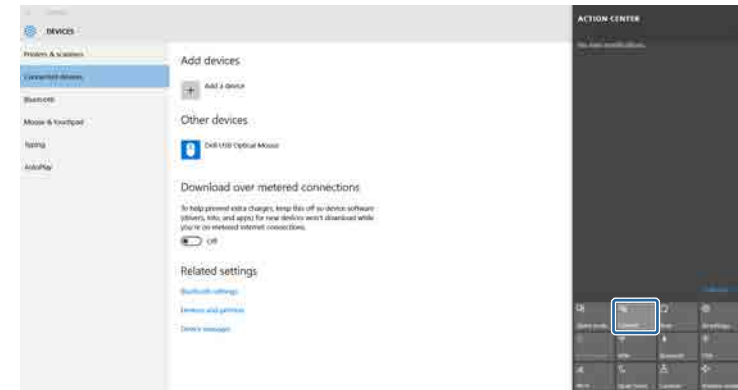 DEVICES
Printers & scanners
Connected devices
Bluetooth
Mouse & touchpad
Typing
AutoPlay
Add devices
Add a device
Other devices
Dell USB Optical Mouse
Download over metered connections
To help prevent extra charges, keep this off so device software
(drivers, info, and apps) for new devices won't download while
you're on metered Internet connections.
Off
Related settings
Bluetooth settings
Devices and printers
Device manager
ACTION CENTER
No new notifications.
Connect
VPN
Bluetooth